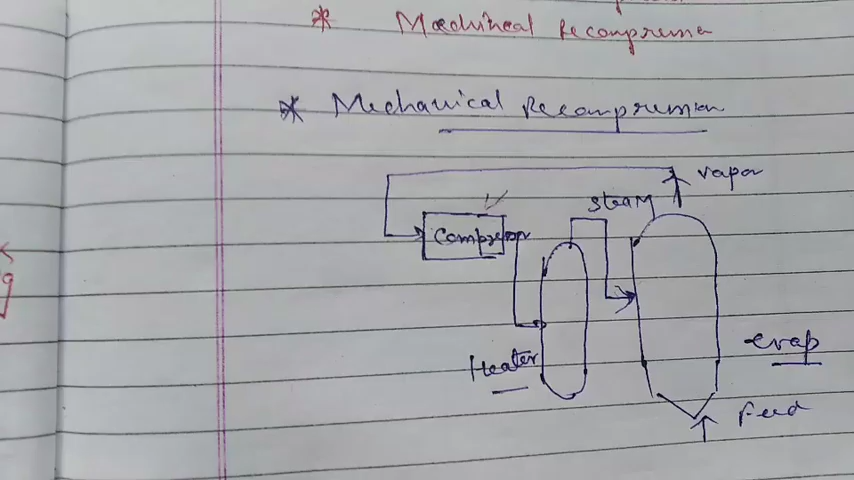 * Mechanical Recompression
* Mechanical Recompression
vapor
steam
Compressor
Heater
evap
Feed